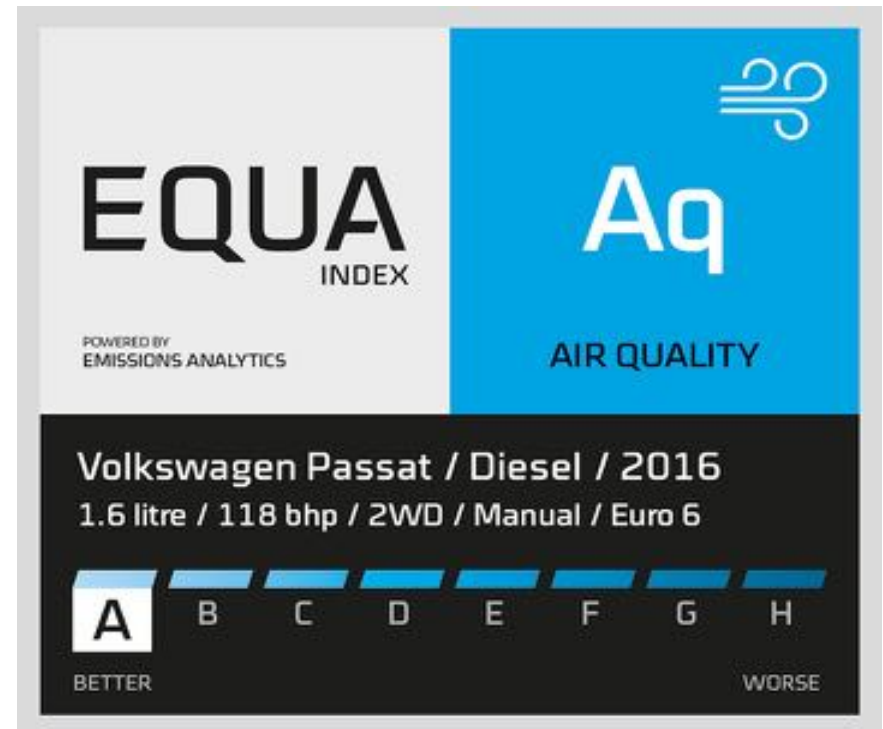 EQUA
INDEX
POWERED BY
EMISSIONS ANALYTICS
Aq
AIR QUALITY
Volkswagen Passat / Diesel / 2016
1.6 litre / 118 bhp / 2WD / Manual / Euro 6
A B C D E F G H
BETTER WORSE